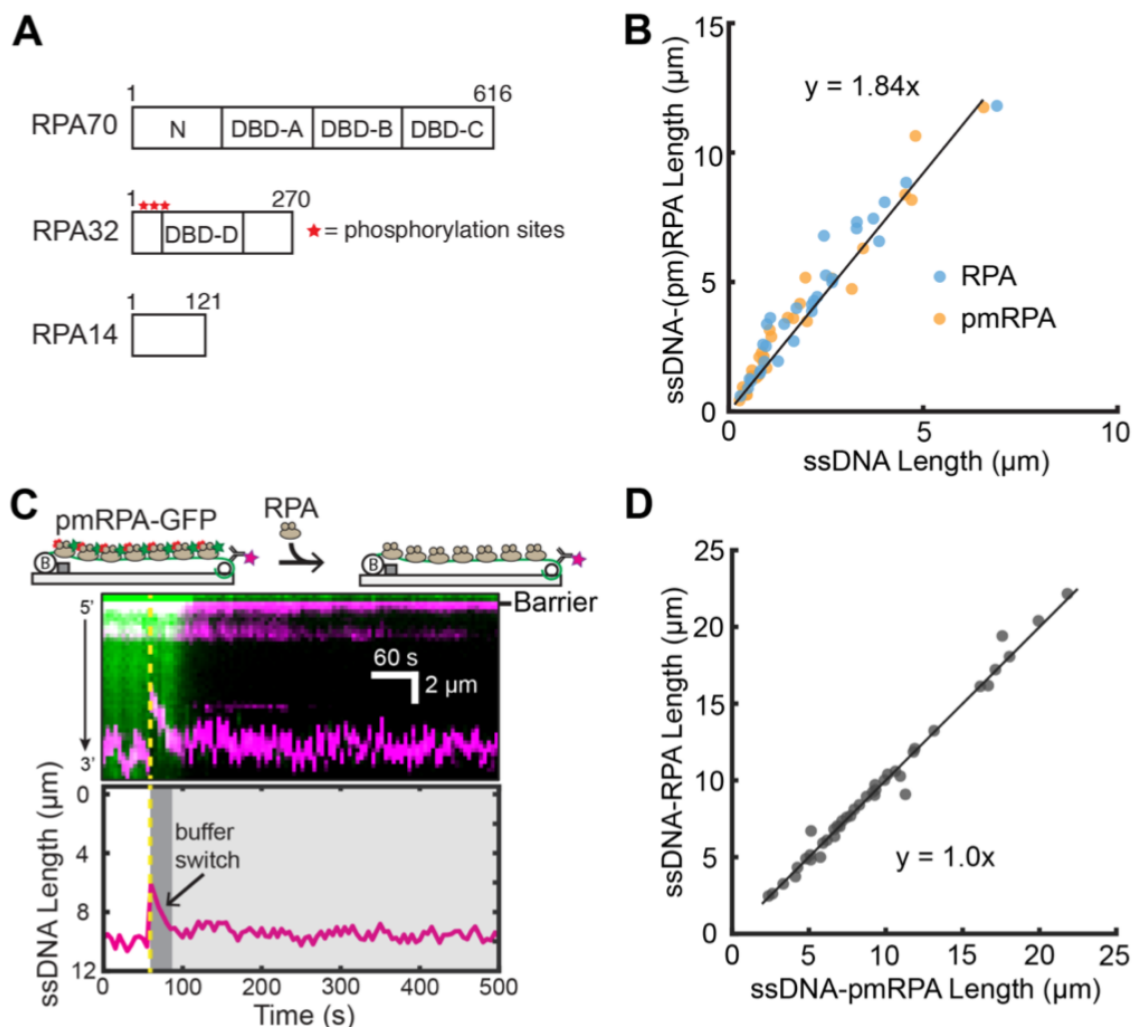 A
1 616
RPA70 N DBD-A DBD-B DBD-C
1 270
RPA32 DBD-D ★= phosphorylation sites
1 121
RPA14
B
15
10
5
0
y = 1.84x
RPA
pmRPA
0 5 10
ssDNA-(pm)RPA Length (µm)
ssDNA Length (µm)
C
pmRPA-GFP RPA
B B
5'
3'
Barrier
60 s
2 µm
0
4
8
12
buffer
switch
0 100 200 300 400 500
ssDNA Length (µm)
Time (s)
D
25
20
15
10
5
0
y = 1.0x
0 5 10 15 20 25
ssDNA-RPA Length (µm)
ssDNA-pmRPA Length (µm)